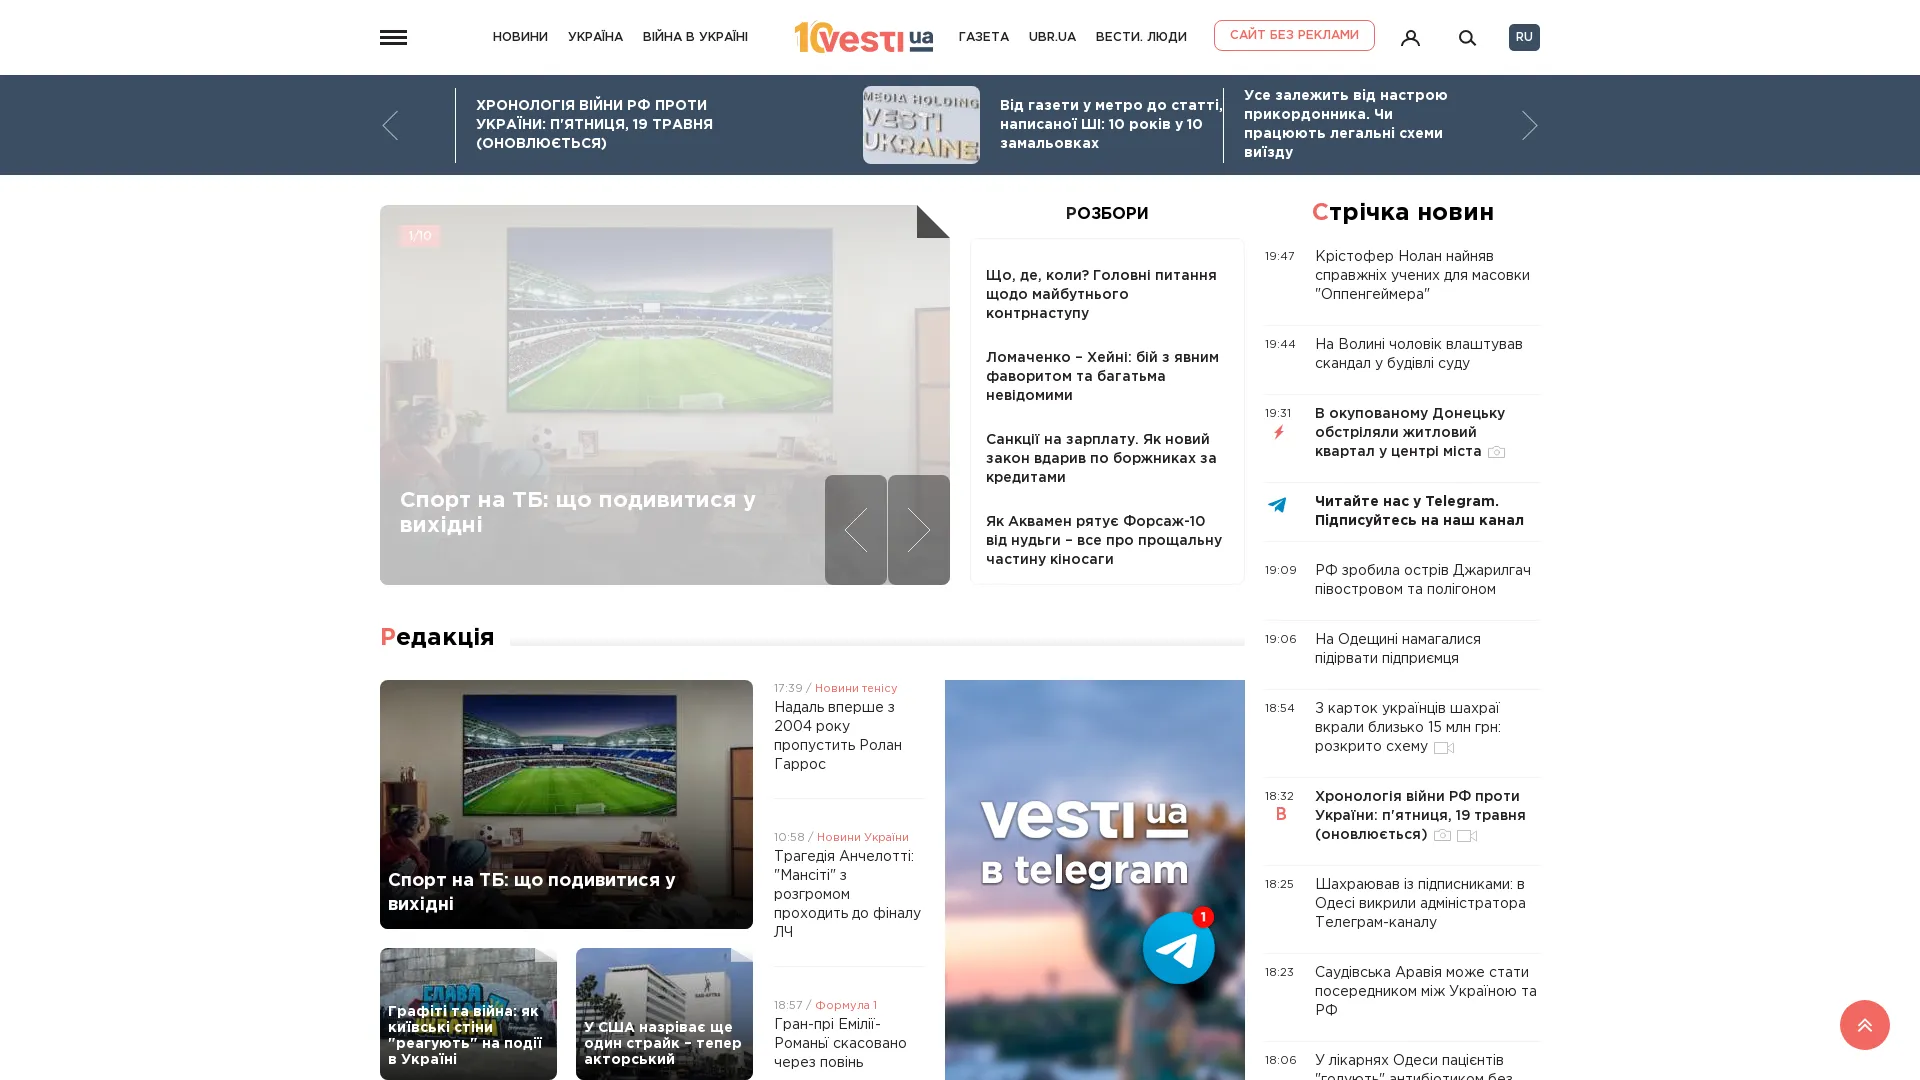 НОВИНИ
УКРАЇНА
ВІЙНА В УКРАЇНІ
10vesti ua
ГАЗЕТА
UBR.UA
ВЕСТИ. ЛЮДИ
САЙТ БЕЗ РЕКЛАМИ
RU
ХРОНОЛОГІЯ ВІЙНИ РФ ПРОТИ
УКРАЇНИ: П'ЯТНИЦЯ, 19 ТРАВНЯ
(ОНОВЛЮЄТЬСЯ)
MEDIA HOLDING
VESTI
UKRAINE
Від газети у метро до статті,
написаної ШІ: 10 років у 10
замальовках
Усе залежить від настрою
прикордонника. Чи
працюють легальні схеми
виїзду
1/10
Спорт на ТБ: що подивитися у
вихідні
РОЗБОРИ
Що, де, коли? Головні питання
щодо майбутнього
контрнаступу
Ломаченко – Хейні: бій з явним
фаворитом та багатьма
невідомими
Санкції на зарплату. Як новий
закон вдарив по боржниках за
кредитами
Як Аквамен рятує Форсаж-10
від нудьги – все про прощальну
частину кіносаги
Редакція
Спорт на ТБ: що подивитися у
вихідні
Графіті та війна: як
київські стіни
"реагують" на події
в Україні
SAG-AFTRA
У США назріває ще
один страйк – тепер
акторський
17:39 / Новини тенісу
Надаль вперше з
2004 року
пропустить Ролан
Гаррос
10:58 / Новини України
Трагедія Анчелотті:
"Мансіті" з
розгромом
проходить до фіналу
ЛЧ
18:57 / Формула 1
Гран-прі Емілії-
Романьї скасовано
через повінь
vesti ua
в telegram
1
Стрічка новин
19:47
Крістофер Нолан найняв
справжніх учених для масовки
"Оппенгеймера"
19:44
На Волині чоловік влаштував
скандал у будівлі суду
19:31
В окупованому Донецьку
обстріляли житловий
квартал у центрі міста
Читайте нас у Telegram.
Підписуйтесь на наш канал
19:09
РФ зробила острів Джарилгач
півостровом та полігоном
19:06
На Одещині намагалися
підірвати підприємця
18:54
З карток українців шахраї
вкрали близько 15 млн грн:
розкрито схему
18:32
В
Хронологія війни РФ проти
України: п'ятниця, 19 травня
(оновлюється)
18:25
Шахраював із підписниками: в
Одесі викрили адміністратора
Телеграм-каналу
18:23
Саудівська Аравія може стати
посередником між Україною та
РФ
18:06
У лікарнях Одеси пацієнтів
"годують" антибіотиком без